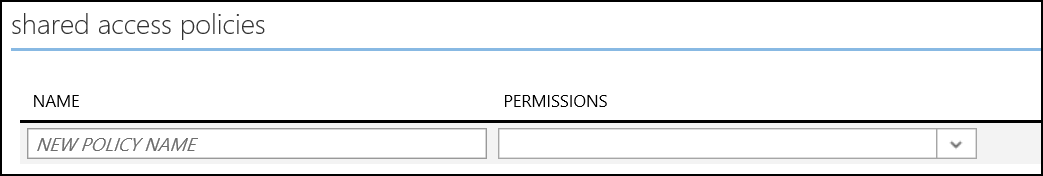 shared access policies
NAME PERMISSIONS
NEW POLICY NAME